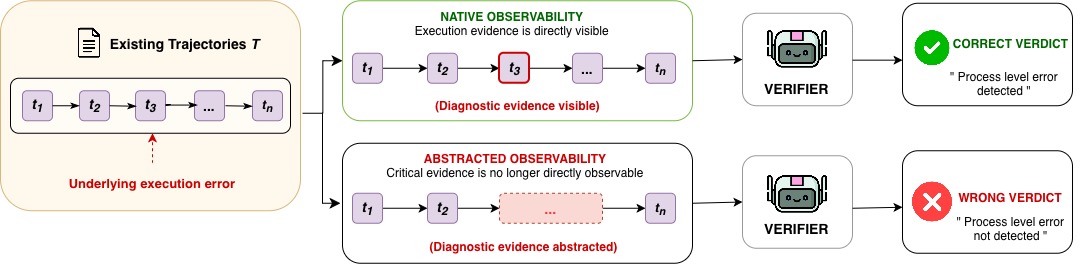 Existing Trajectories T
t1 t2 t3 ... tn
Underlying execution error
NATIVE OBSERVABILITY
Execution evidence is directly visible
t1 t2 t3 ... tn
(Diagnostic evidence visible)
VERIFIER
CORRECT VERDICT
" Process level error
detected "
ABSTRACTED OBSERVABILITY
Critical evidence is no longer directly observable
t1 t2 ... tn
(Diagnostic evidence abstracted)
VERIFIER
WRONG VERDICT
" Process level error
not detected "